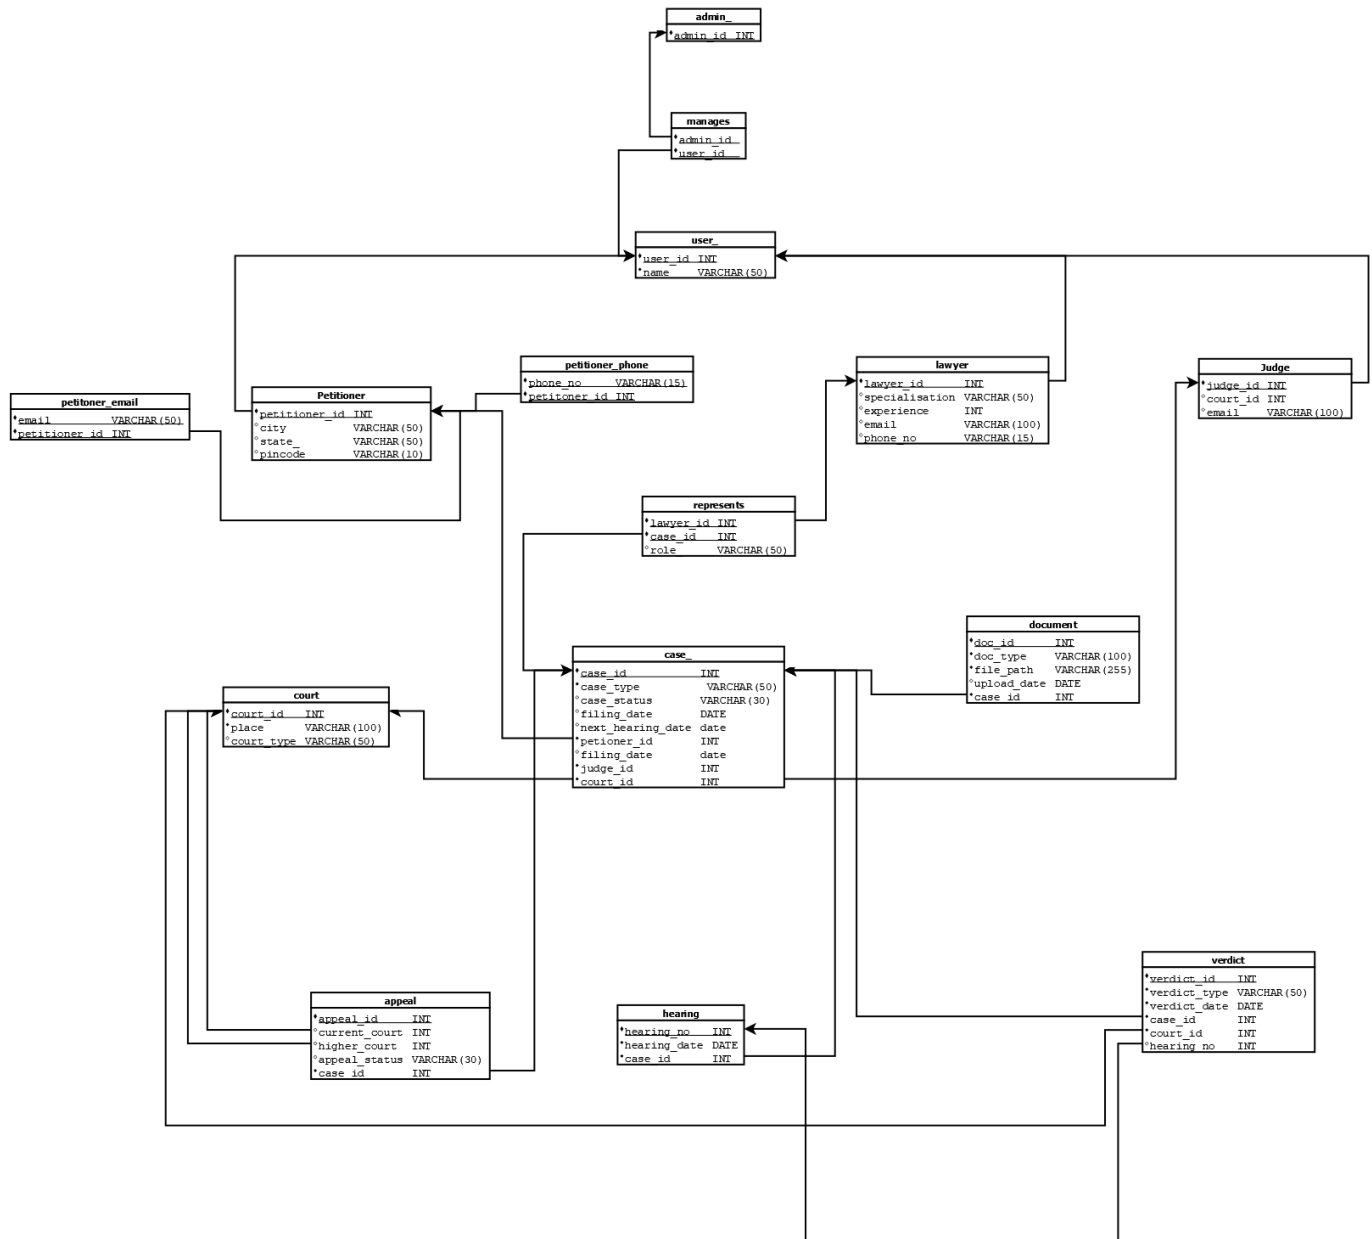 admin_
admin_id INT
manages
admin_id
user_id
user_
user_id INT
name VARCHAR(50)
petitoner_email
email VARCHAR(50)
petitioner_id INT
Petitioner
petitioner_id INT
city VARCHAR(50)
state_ VARCHAR(50)
pincode VARCHAR(10)
petitioner_phone
phone_no VARCHAR(15)
petitoner_id INT
lawyer
lawyer_id INT
specialisation VARCHAR(50)
experience INT
email VARCHAR(100)
phone_no VARCHAR(15)
Judge
judge_id INT
court_id INT
email VARCHAR(100)
represents
lawyer_id INT
case_id INT
role VARCHAR(50)
document
doc_id INT
doc_type VARCHAR(100)
file_path VARCHAR(255)
upload_date DATE
case_id INT
case_
case_id INT
case_type VARCHAR(50)
case_status VARCHAR(30)
filing_date DATE
next_hearing_date date
petioner_id INT
filing_date date
judge_id INT
court_id INT
court
court_id INT
place VARCHAR(100)
court_type VARCHAR(50)
appeal
appeal_id INT
current_court INT
higher_court INT
appeal_status VARCHAR(30)
case_id INT
hearing
hearing_no INT
hearing_date DATE
case_id INT
verdict
verdict_id INT
verdict_type VARCHAR(50)
verdict_date DATE
case_id INT
court_id INT
hearing_no INT